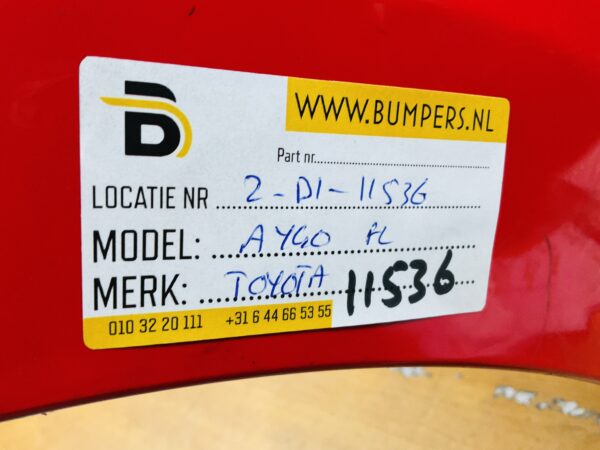 B
WWW.BUMPERS.NL
Part nr.
LOCATIE NR 2-D1-11536
MODEL: AYGO FL
MERK: TOYOTA 11536
010 32 20 111 +31 6 44 66 53 55